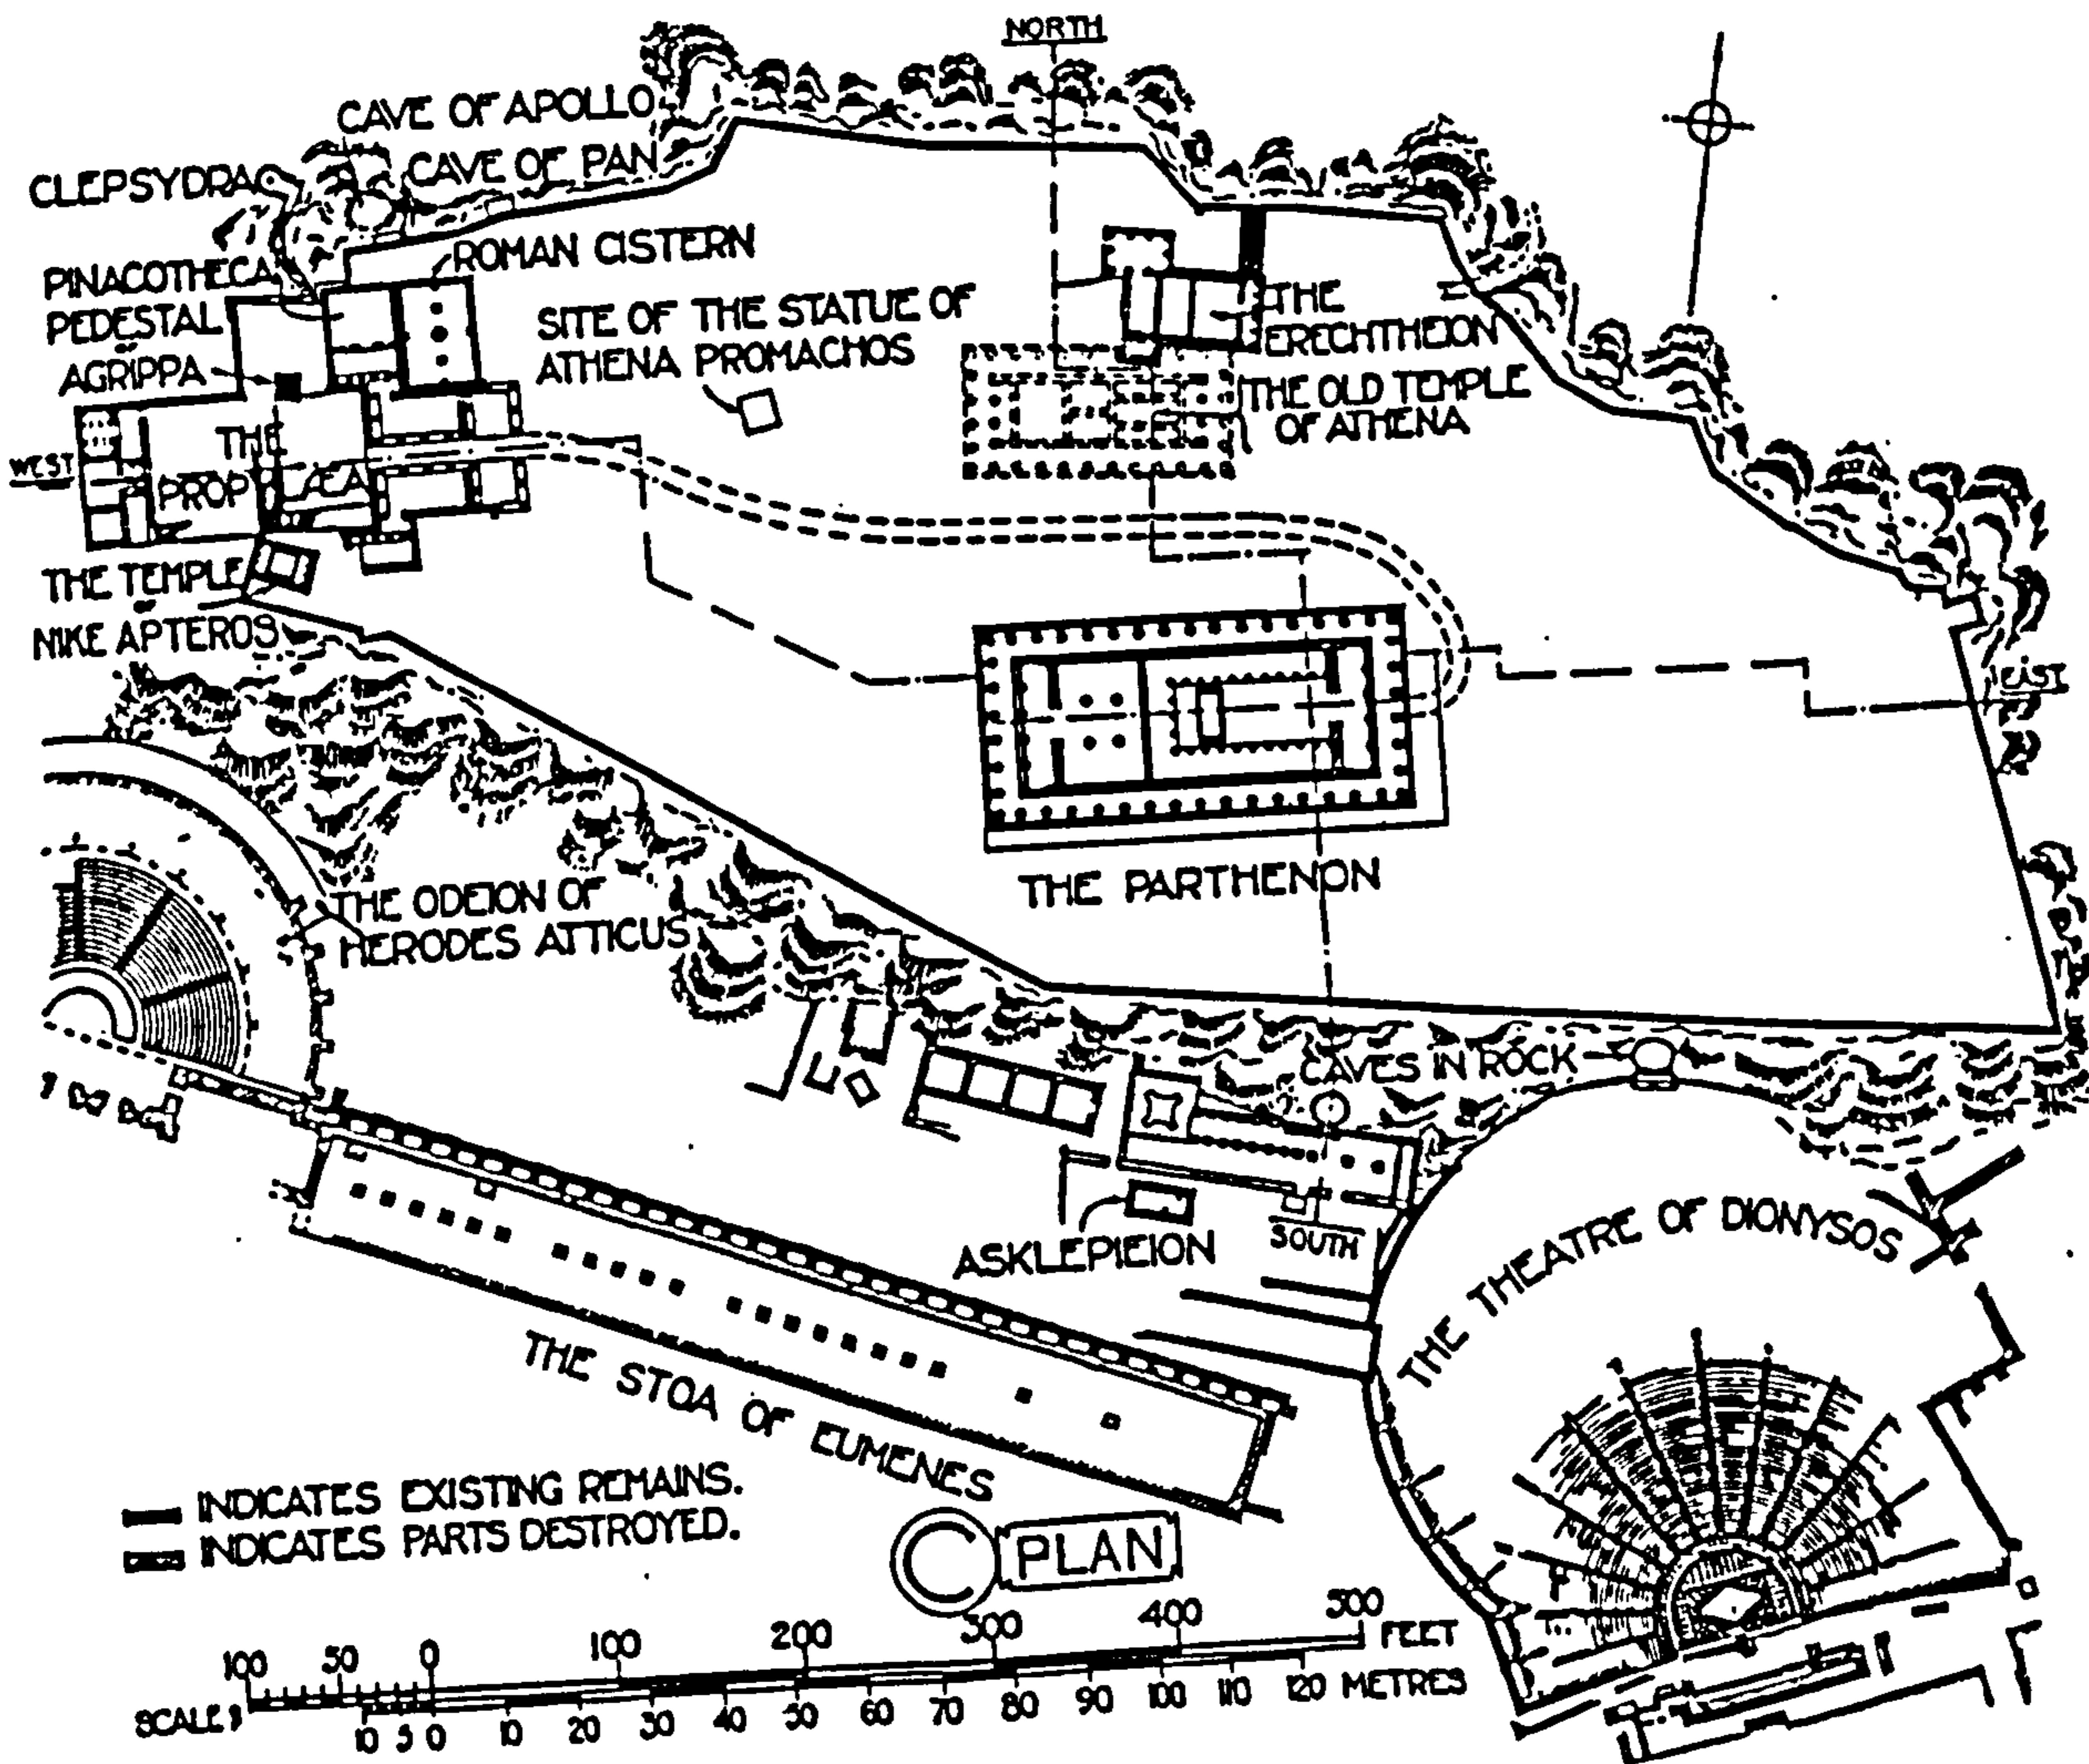 NORTH
CAVE OF APOLLO
CAVE OF PAN
CLEPSYDRA
ROMAN CISTERN
PINACOTHECA
PEDESTAL
OF
AGRIPPA
SITE OF THE STATUE OF
ATHENA PROMACHOS
THE
ERECHTHEION
THE OLD TEMPLE
OF ATHENA
WEST
THE
PROPYLÆA
THE TEMPLE
OF
NIKE APTEROS
EAST
THE PARTHENON
THE ODEION OF
HERODES ATTICUS
CAVES IN ROCK
ASKLEPIEION
SOUTH
THE THEATRE OF DIONYSOS
THE STOA OF EUMENES
INDICATES EXISTING REMAINS.
INDICATES PARTS DESTROYED.
C PLAN
100 50 0 100 200 300 400 500 FEET
SCALE
10 5 0 10 20 30 40 50 60 70 80 90 100 110 120 METRES